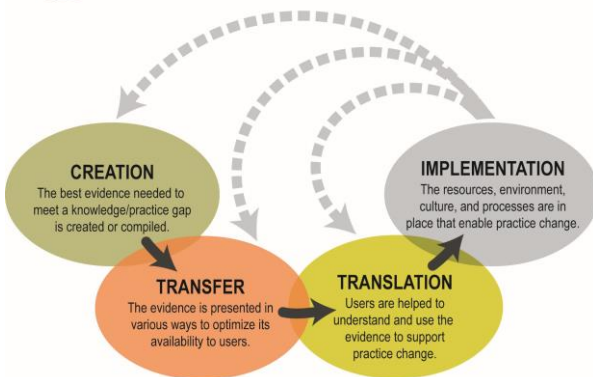 CREATION
The best evidence needed to
meet a knowledge/practice gap
is created or compiled.
TRANSFER
The evidence is presented in
various ways to optimize its
availability to users.
TRANSLATION
Users are helped to
understand and use the
evidence to support
practice change.
IMPLEMENTATION
The resources, environment,
culture, and processes are in
place that enable practice change.